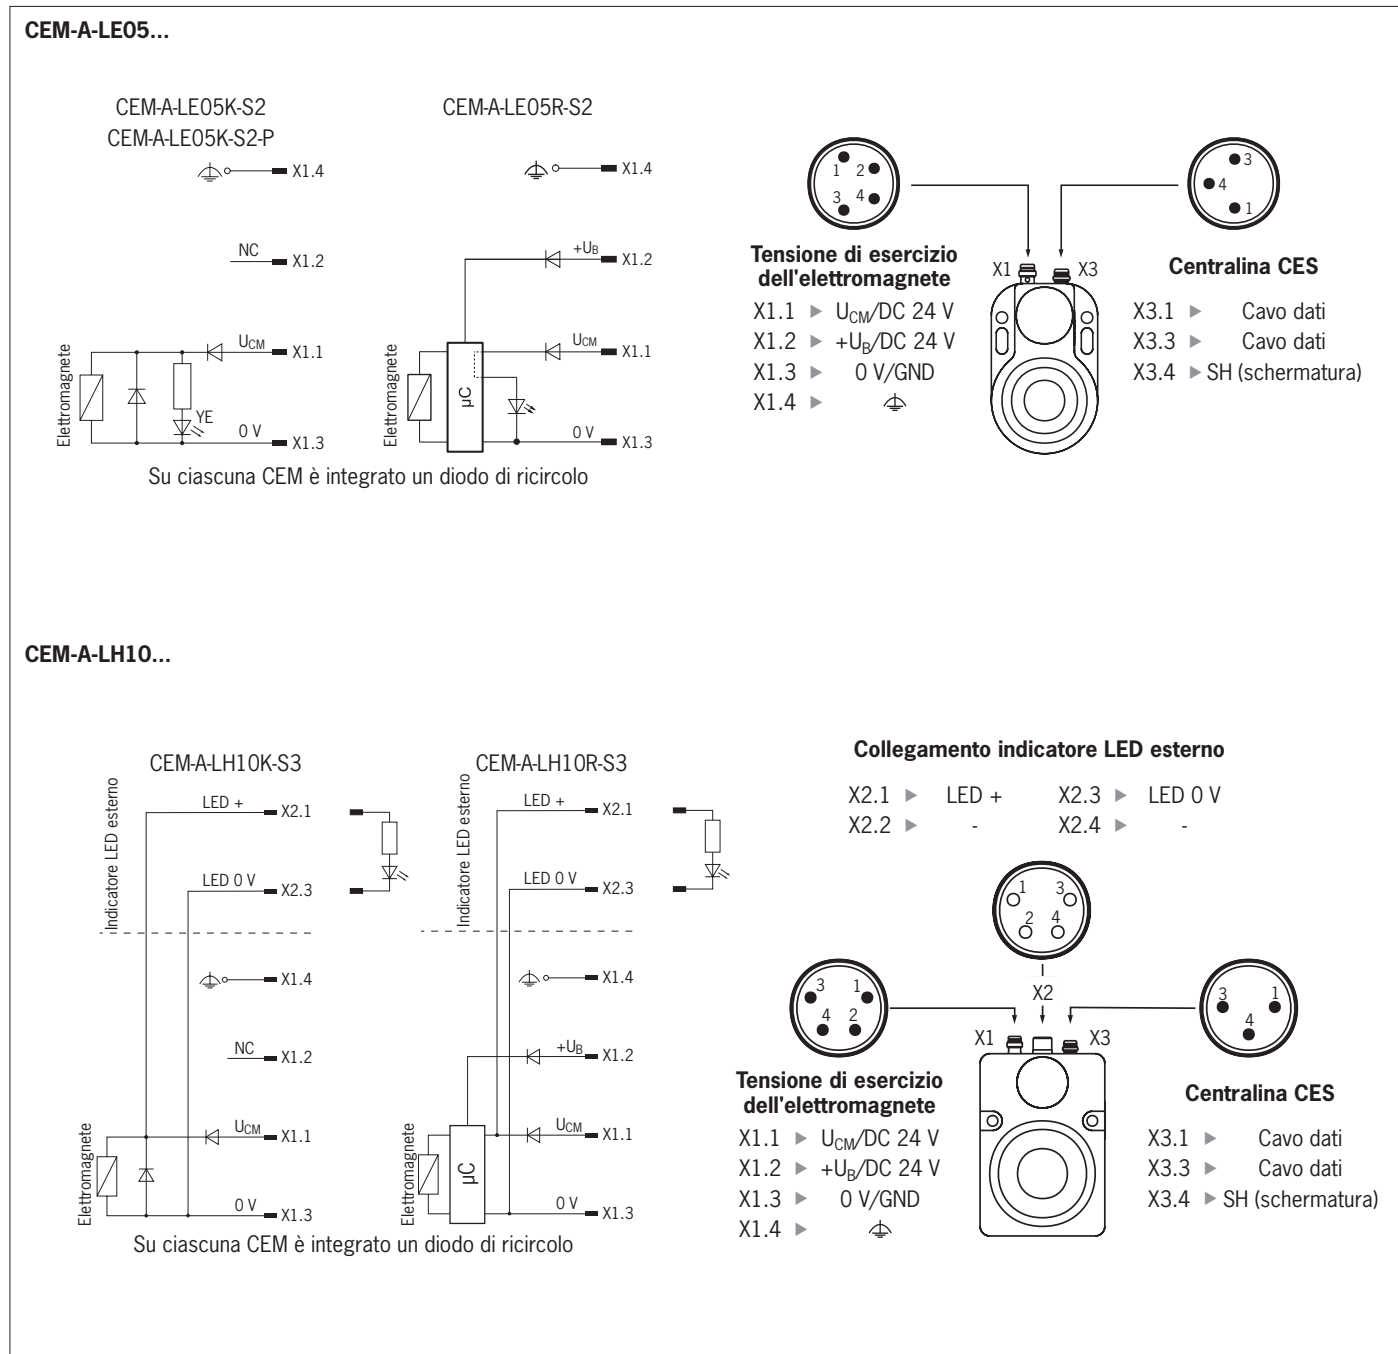 CEM-A-LE05...
CEM-A-LE05K-S2
CEM-A-LE05K-S2-P
X1.4
NC
X1.2
UCM
X1.1
Elettromagnete
YE
0 V
X1.3
CEM-A-LE05R-S2
X1.4
+UB
X1.2
UCM
X1.1
Elettromagnete
µC
0 V
X1.3
Su ciascuna CEM è integrato un diodo di ricircolo
1 2
3 4
Tensione di esercizio
dell'elettromagnete
X1.1 ▶ UCM/DC 24 V
X1.2 ▶ +UB/DC 24 V
X1.3 ▶ 0 V/GND
X1.4 ▶
X1
X3
3
4
1
Centralina CES
X3.1 ▶ Cavo dati
X3.3 ▶ Cavo dati
X3.4 ▶ SH (schermatura)
CEM-A-LH10...
CEM-A-LH10K-S3
Indicatore LED esterno
LED +
X2.1
LED 0 V
X2.3
X1.4
NC
X1.2
UCM
X1.1
Elettromagnete
0 V
X1.3
CEM-A-LH10R-S3
Indicatore LED esterno
LED +
X2.1
LED 0 V
X2.3
X1.4
+UB
X1.2
UCM
X1.1
Elettromagnete
µC
0 V
X1.3
Su ciascuna CEM è integrato un diodo di ricircolo
Collegamento indicatore LED esterno
X2.1 ▶ LED + X2.3 ▶ LED 0 V
X2.2 ▶ - X2.4 ▶ -
1 3
2 4
X2
3 1
4 2
X1
X3
3 1
4
Tensione di esercizio
dell'elettromagnete
X1.1 ▶ UCM/DC 24 V
X1.2 ▶ +UB/DC 24 V
X1.3 ▶ 0 V/GND
X1.4 ▶
Centralina CES
X3.1 ▶ Cavo dati
X3.3 ▶ Cavo dati
X3.4 ▶ SH (schermatura)